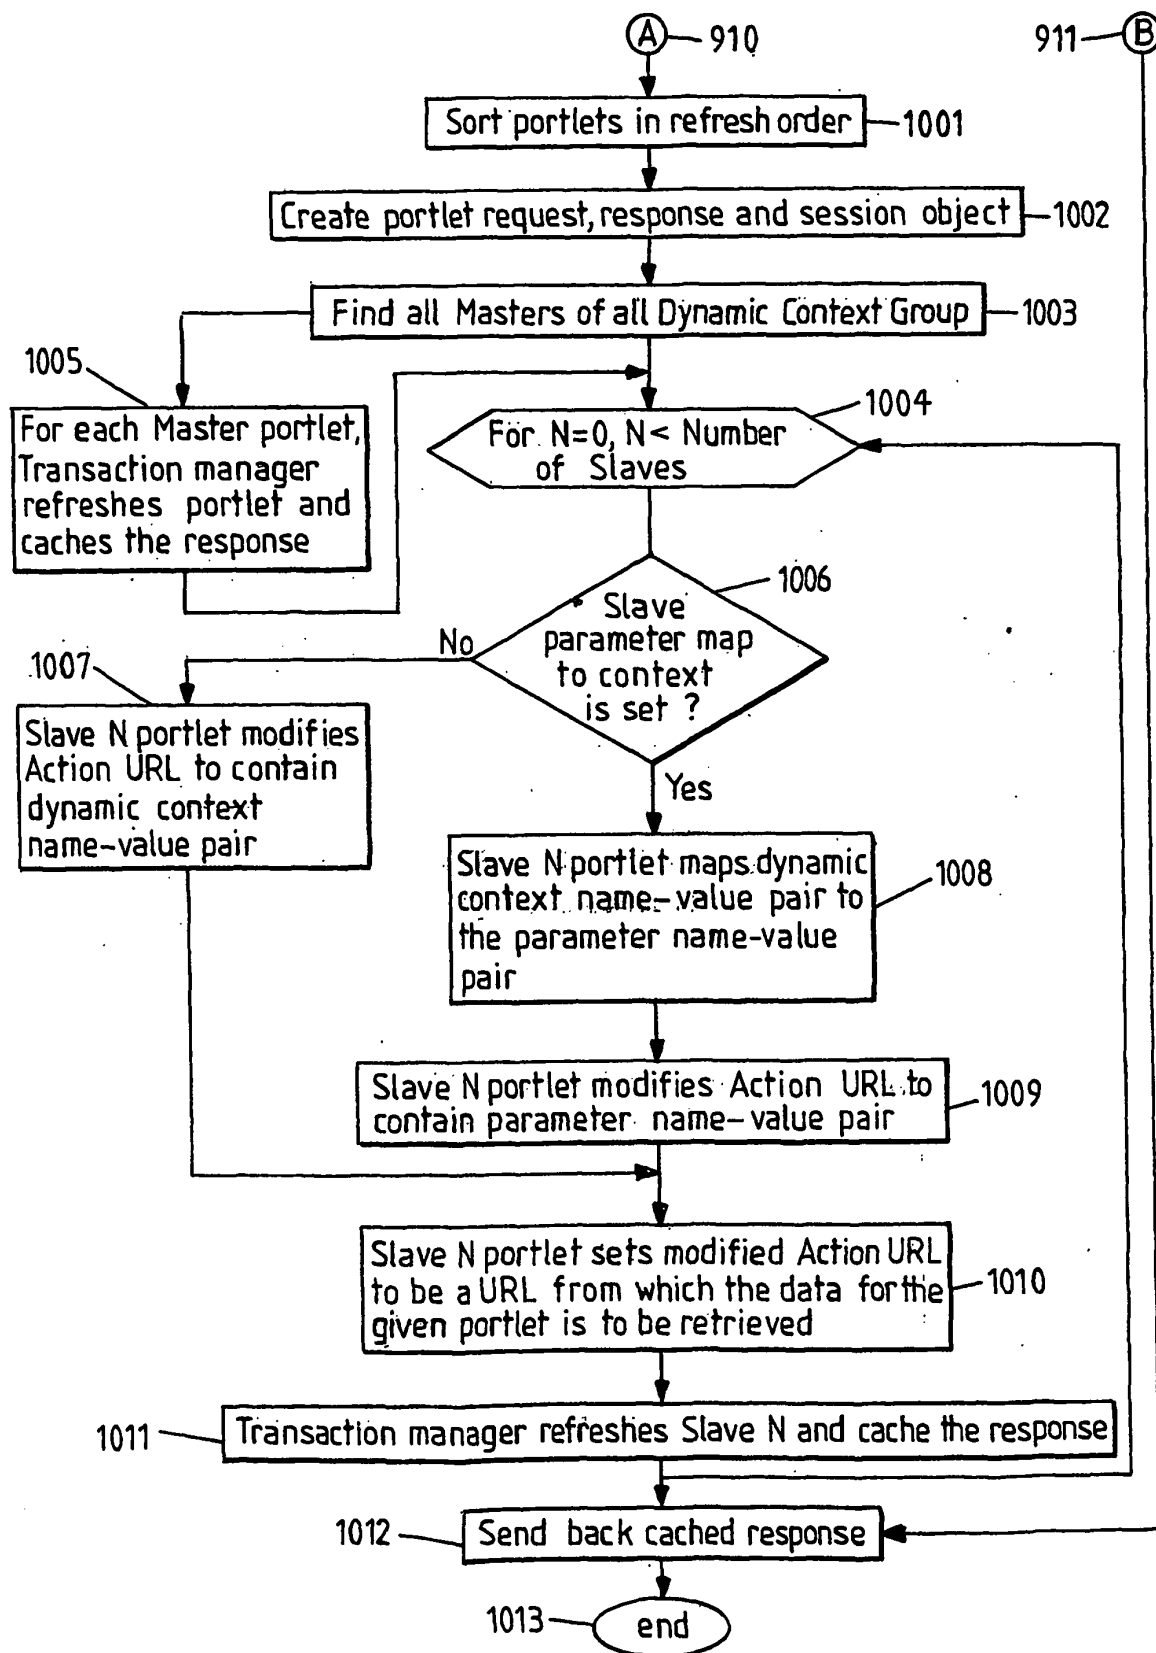 A
910
911
B
Sort portlets in refresh order
1001
Create portlet request, response and session object
1002
Find all Masters of all Dynamic Context Group
1003
1005
For each Master portlet,
Transaction manager
refreshes portlet and
caches the response
1004
For N=0, N< Number
of Slaves
1006
Slave
parameter map
to context
is set ?
No
Yes
1007
Slave N portlet modifies
Action URL to contain
dynamic context
name-value pair
Slave N portlet maps dynamic
context name-value pair to
the parameter name-value
pair
1008
Slave N portlet modifies Action URL to
contain parameter name-value pair
1009
Slave N portlet sets modified Action URL
to be a URL from which the data for the
given portlet is to be retrieved
1010
1011
Transaction manager refreshes Slave N and cache the response
1012
Send back cached response
1013
end